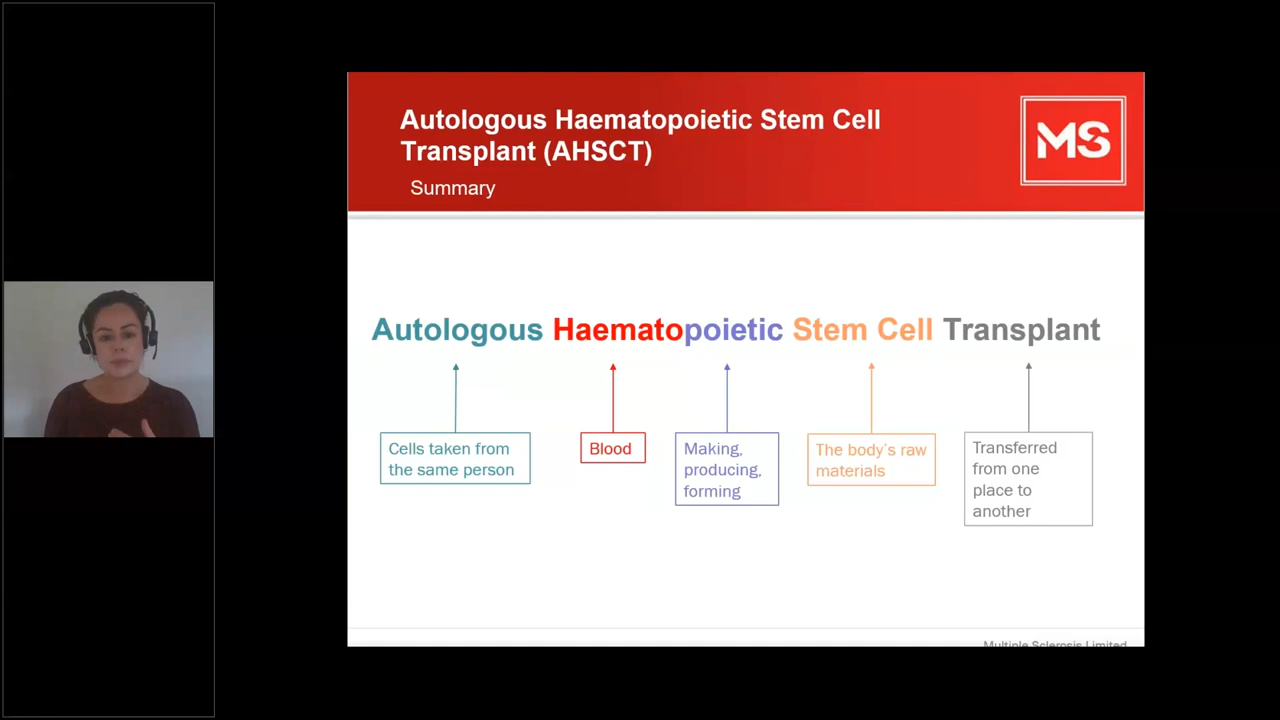 Autologous Haematopoietic Stem Cell
Transplant (AHSCT)
Summary
MS
Autologous Haematopoietic Stem Cell Transplant
Cells taken from
the same person
Blood
Making,
producing,
forming
The body's raw
materials
Transferred
from one
place to
another
Multiple Sclerosis Limited